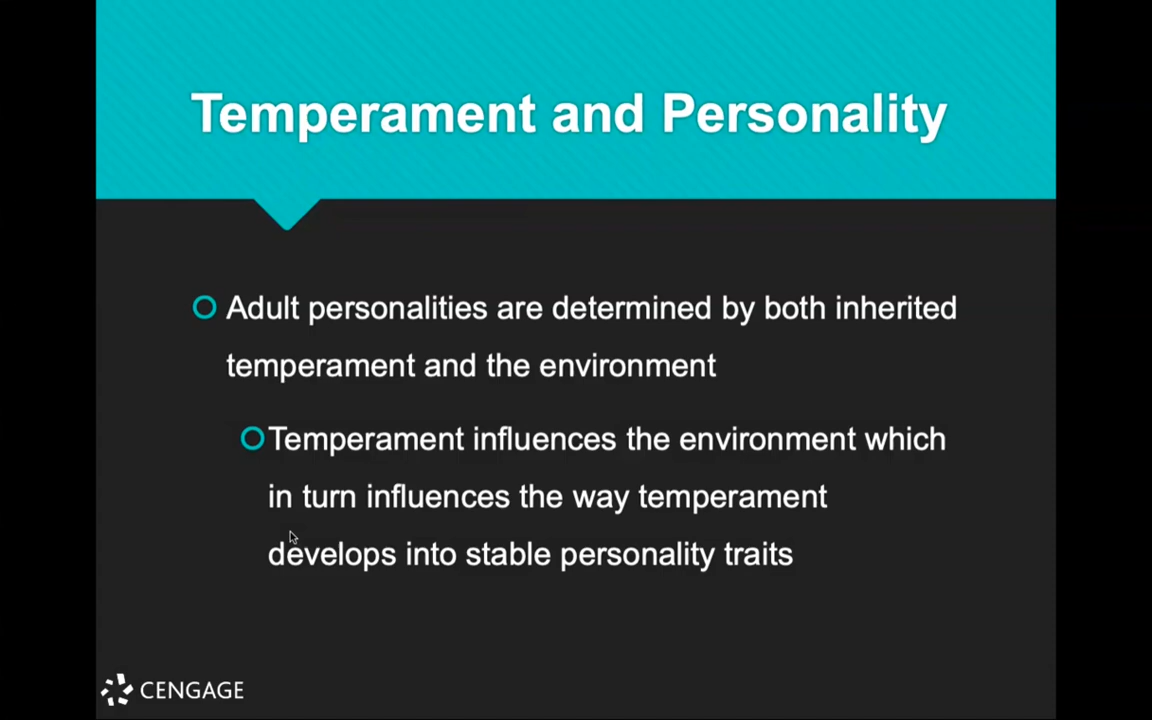 Temperament and Personality
Adult personalities are determined by both inherited
temperament and the environment
Temperament influences the environment which
in turn influences the way temperament
develops into stable personality traits
CENGAGE